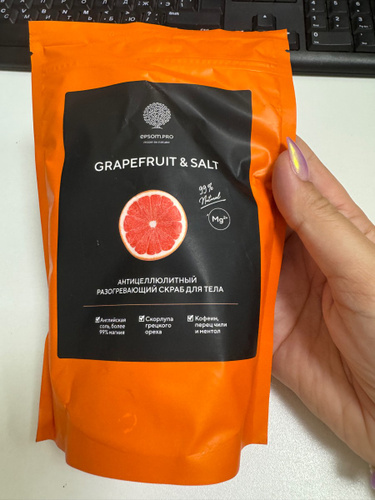 epsom.pro
GRAPEFRUIT & SALT
99%
Natural
Mg²⁺
АНТИЦЕЛЛЮЛИТНЫЙ
РАЗОГРЕВАЮЩИЙ СКРАБ ДЛЯ ТЕЛА
Английская
соль, более
99% магния
Скорлупа
грецкого
ореха
Кофеин,
перец чили
и ментол